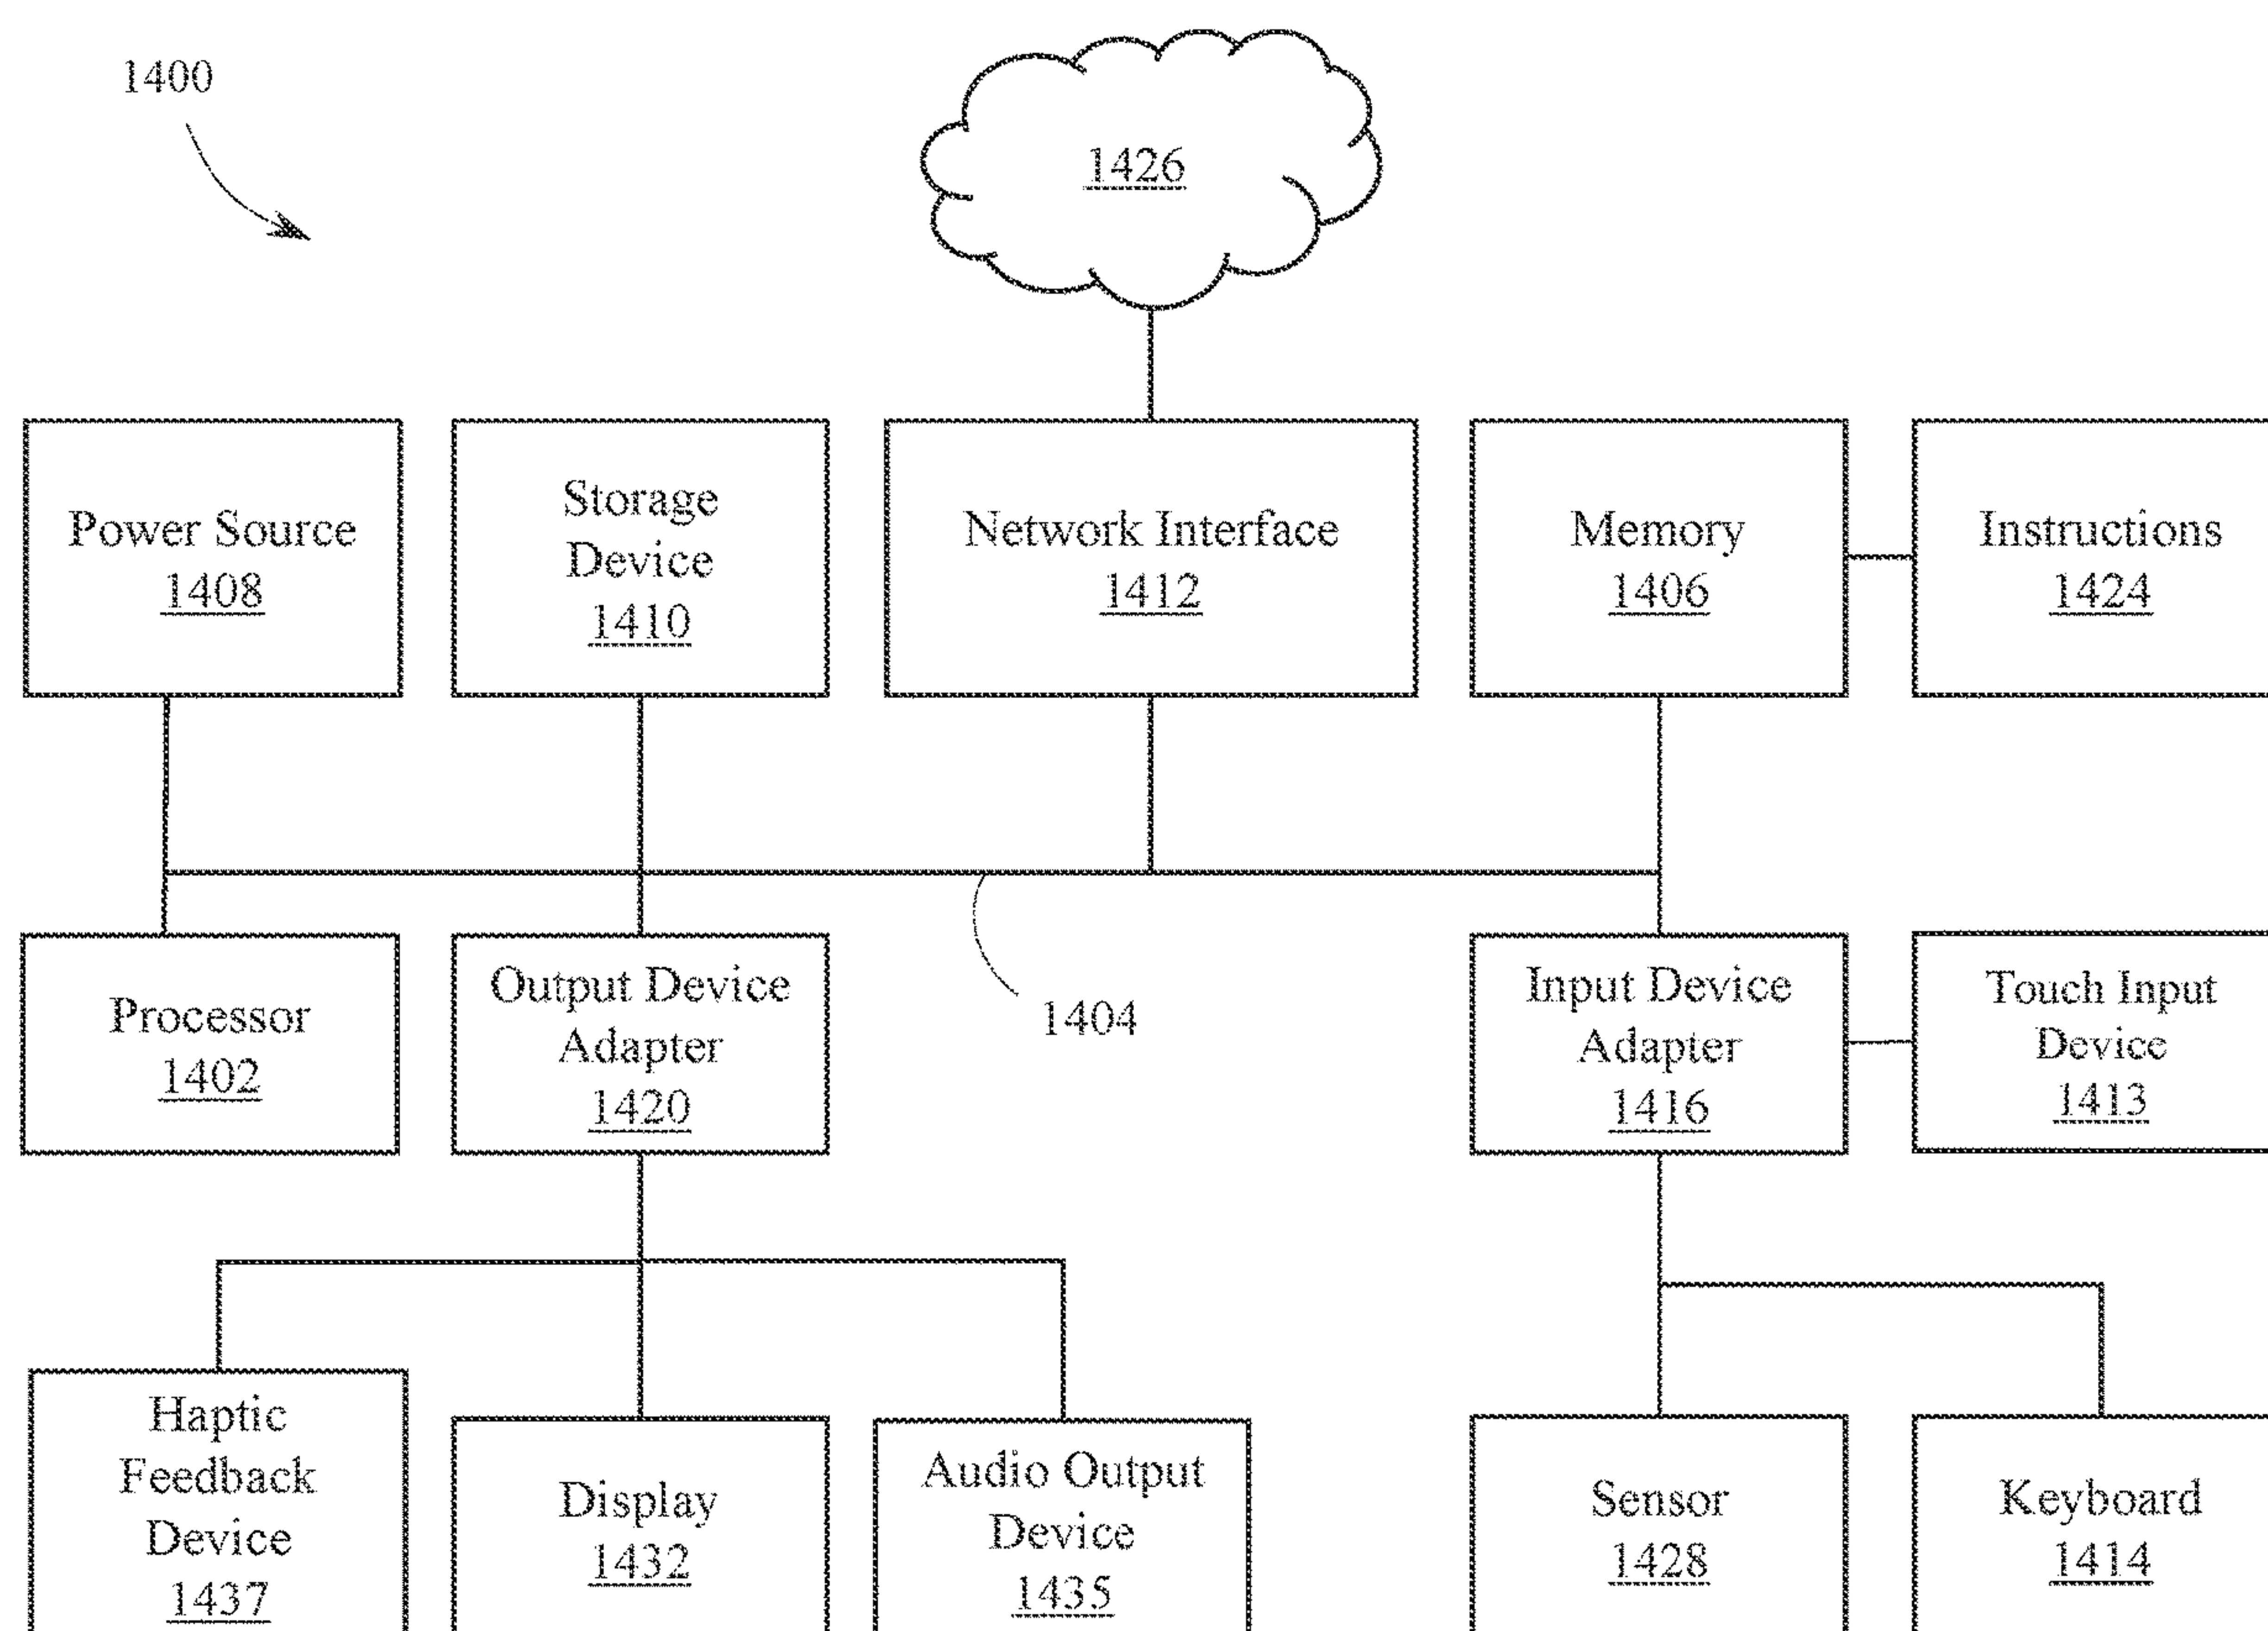 1400
1426
Power Source
1408
Storage
Device
1410
Network Interface
1412
Memory
1406
Instructions
1424
Processor
1402
Output Device
Adapter
1420
1404
Input Device
Adapter
1416
Touch Input
Device
1413
Haptic
Feedback
Device
1437
Display
1432
Audio Output
Device
1435
Sensor
1428
Keyboard
1414